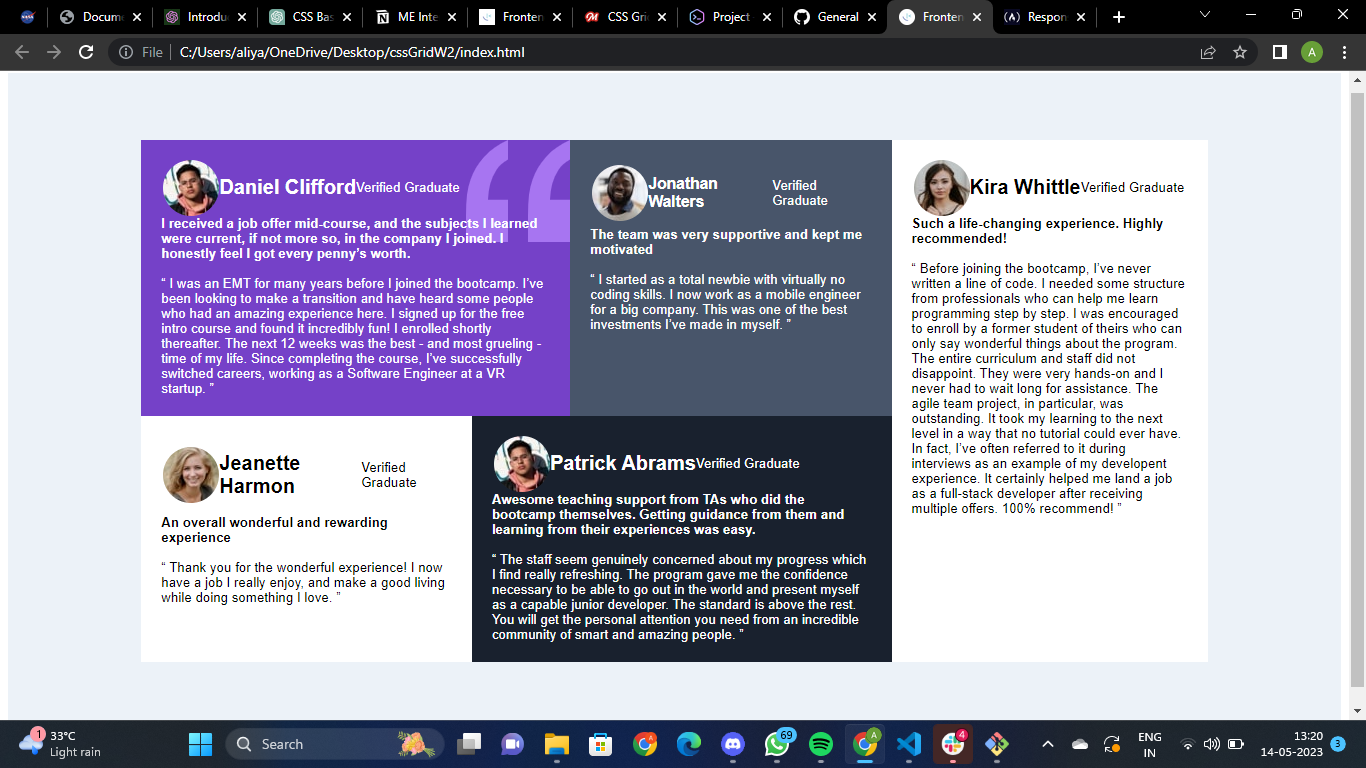 Docum
Introdu
CSS Bas
ME Inte
Fronten
CSS Gri
Project
General
Fronten
Respon
File
C:/Users/aliya/OneDrive/Desktop/cssGridW2/index.html
A
Daniel Clifford
Verified Graduate
I received a job offer mid-course, and the subjects I learned
were current, if not more so, in the company I joined. I
honestly feel I got every penny’s worth.
“ I was an EMT for many years before I joined the bootcamp. I’ve
been looking to make a transition and have heard some people
who had an amazing experience here. I signed up for the free
intro course and found it incredibly fun! I enrolled shortly
thereafter. The next 12 weeks was the best - and most grueling -
time of my life. Since completing the course, I’ve successfully
switched careers, working as a Software Engineer at a VR
startup. ”
Jonathan
Walters
Verified
Graduate
The team was very supportive and kept me
motivated
“ I started as a total newbie with virtually no
coding skills. I now work as a mobile engineer
for a big company. This was one of the best
investments I’ve made in myself. ”
Kira Whittle
Verified Graduate
Such a life-changing experience. Highly
recommended!
“ Before joining the bootcamp, I’ve never
written a line of code. I needed some structure
from professionals who can help me learn
programming step by step. I was encouraged
to enroll by a former student of theirs who can
only say wonderful things about the program.
The entire curriculum and staff did not
disappoint. They were very hands-on and I
never had to wait long for assistance. The
agile team project, in particular, was
outstanding. It took my learning to the next
level in a way that no tutorial could ever have.
In fact, I’ve often referred to it during
interviews as an example of my developent
experience. It certainly helped me land a job
as a full-stack developer after receiving
multiple offers. 100% recommend! ”
Jeanette
Harmon
Verified
Graduate
An overall wonderful and rewarding
experience
“ Thank you for the wonderful experience! I now
have a job I really enjoy, and make a good living
while doing something I love. ”
Patrick Abrams
Verified Graduate
Awesome teaching support from TAs who did the
bootcamp themselves. Getting guidance from them and
learning from their experiences was easy.
“ The staff seem genuinely concerned about my progress which
I find really refreshing. The program gave me the confidence
necessary to be able to go out in the world and present myself
as a capable junior developer. The standard is above the rest.
You will get the personal attention you need from an incredible
community of smart and amazing people. ”
1
33°C
Light rain
Search
69
A
4
ENG
IN
13:20
14-05-2023
3